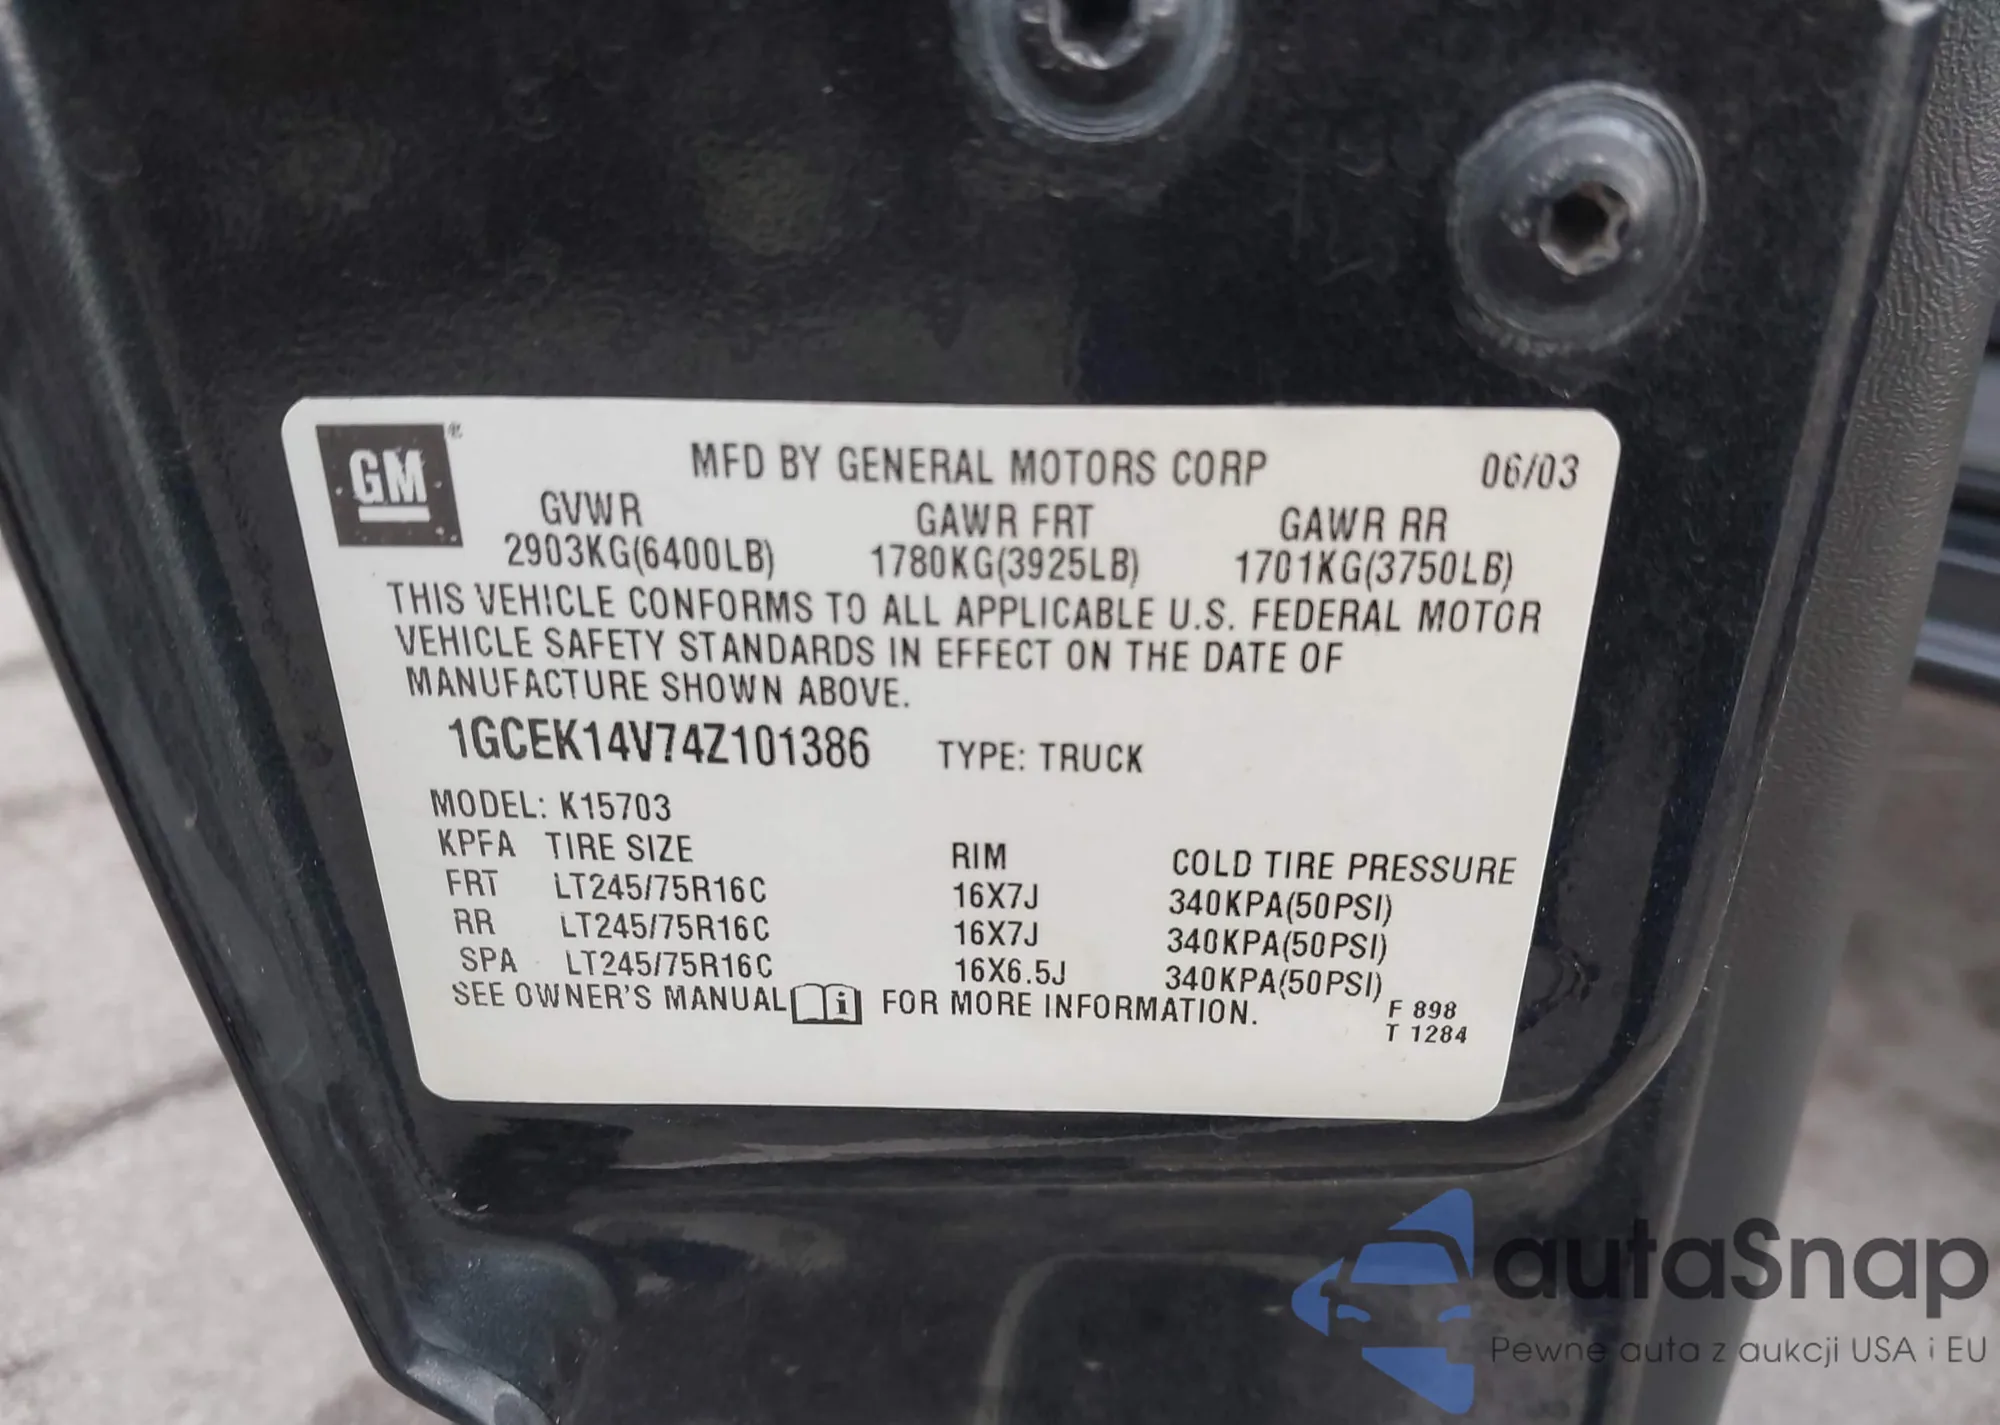 GM®
MFD BY GENERAL MOTORS CORP 06/03
GVWR GAWR FRT GAWR RR
2903KG(6400LB) 1780KG(3925LB) 1701KG(3750LB)
THIS VEHICLE CONFORMS TO ALL APPLICABLE U.S. FEDERAL MOTOR
VEHICLE SAFETY STANDARDS IN EFFECT ON THE DATE OF
MANUFACTURE SHOWN ABOVE.
1GCEK14V74Z101386 TYPE: TRUCK
MODEL: K15703
KPFA TIRE SIZE RIM COLD TIRE PRESSURE
FRT LT245/75R16C 16X7J 340KPA(50PSI)
RR LT245/75R16C 16X7J 340KPA(50PSI)
SPA LT245/75R16C 16X6.5J 340KPA(50PSI)
SEE OWNER'S MANUAL i FOR MORE INFORMATION.
F 898
T 1284
autaSnap
Pewne auta z aukcji USA i EU